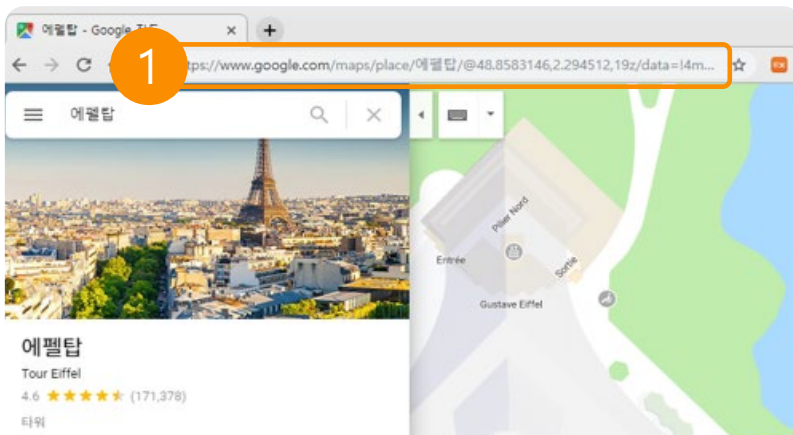 에펠탑 - Google 지도
1
tps://www.google.com/maps/place/에펠탑/@48.8583146,2.294512,19z/data=!4m...
에펠탑
Pilier Nord
Entrée
Sortie
Gustave Eiffel
에펠탑
Tour Eiffel
4.6 (171,378)
타워